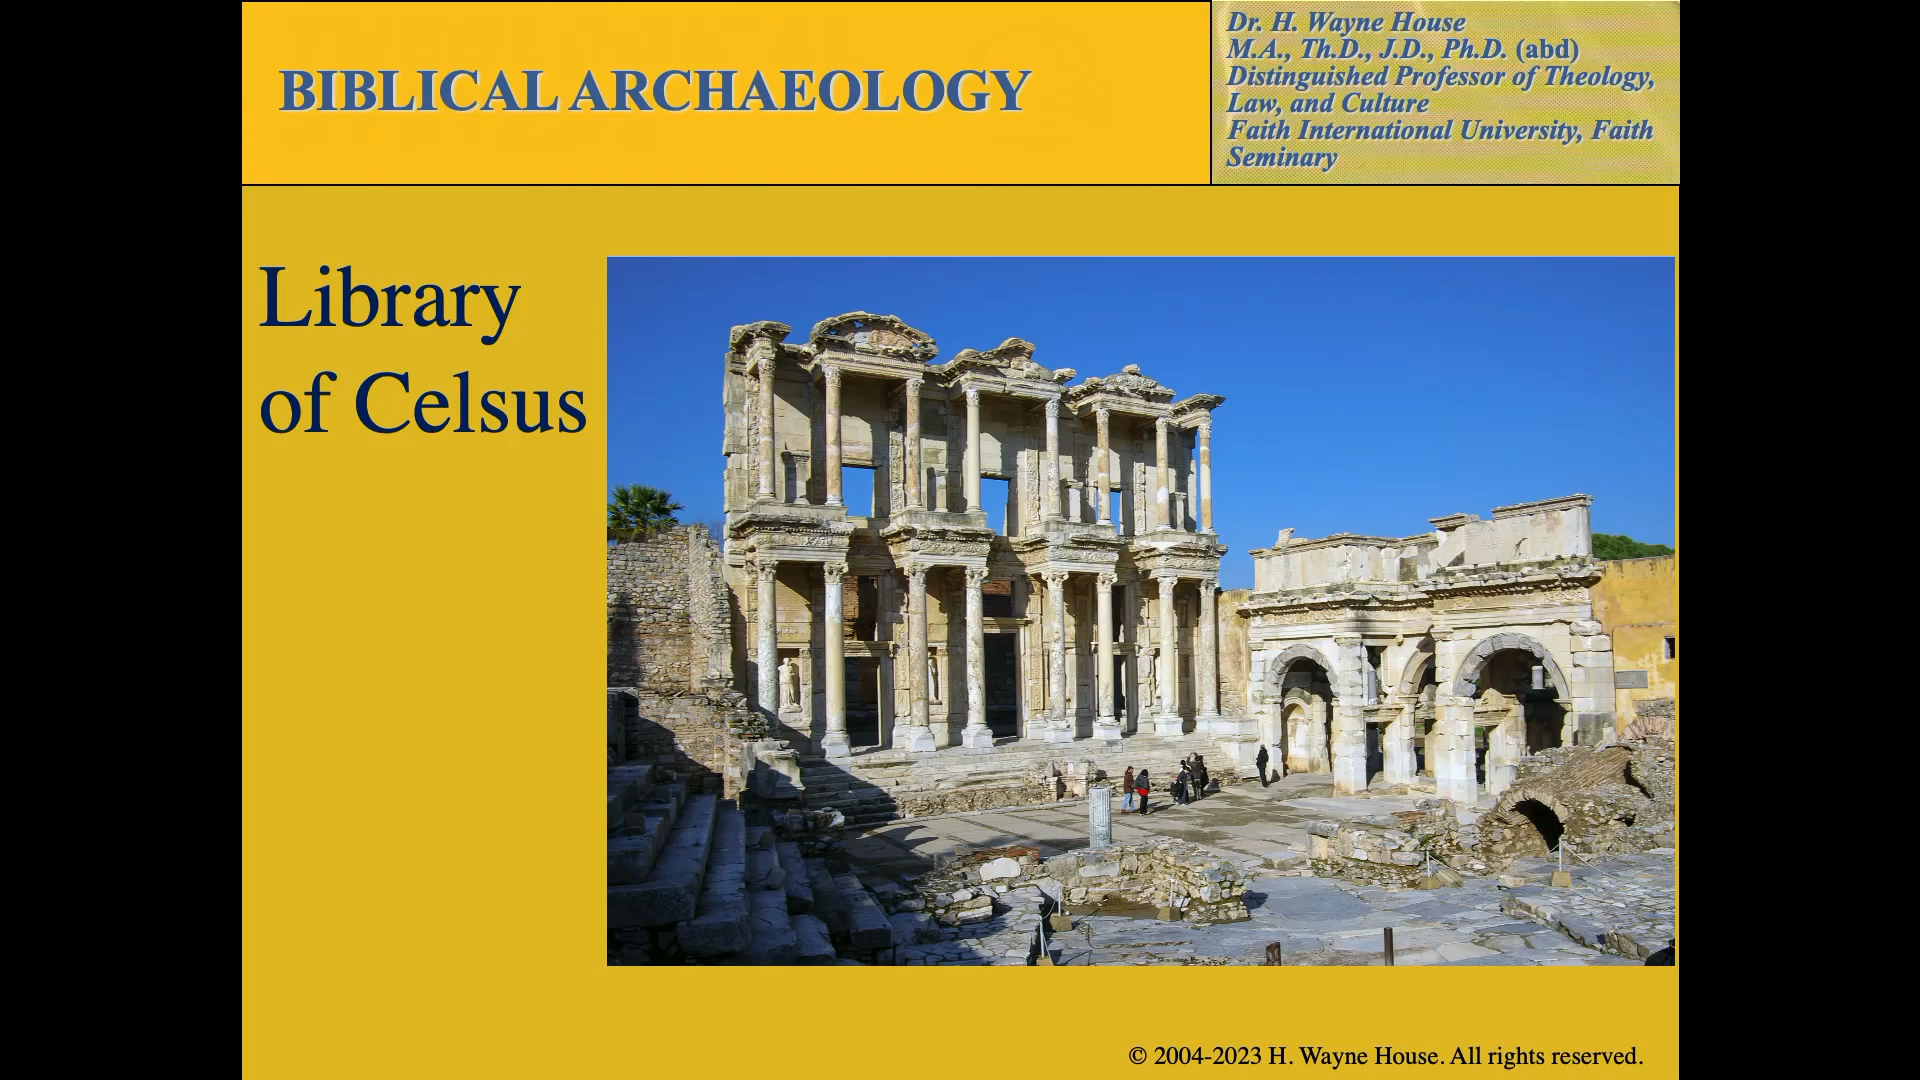 BIBLICAL ARCHAEOLOGY
Dr. H. Wayne House
M.A., Th.D., J.D., Ph.D. (abd)
Distinguished Professor of Theology,
Law, and Culture
Faith International University, Faith
Seminary
Library
of Celsus
© 2004-2023 H. Wayne House. All rights reserved.